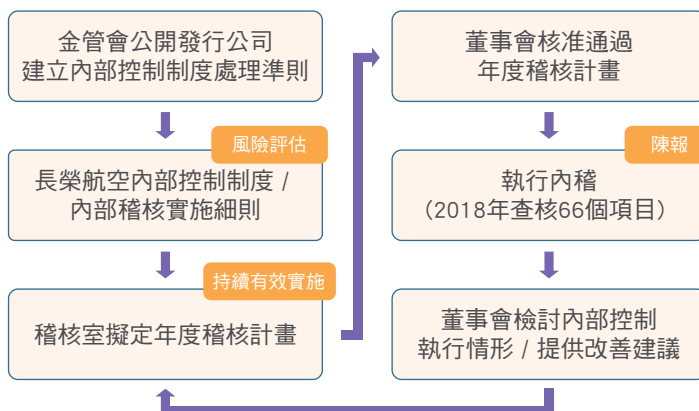 金管會公開發行公司
建立內部控制制度處理準則
風險評估
長榮航空內部控制制度 /
內部稽核實施細則
持續有效實施
稽核室擬定年度稽核計畫
董事會核准通過
年度稽核計畫
陳報
執行內稽
（2018年查核66個項目）
董事會檢討內部控制
執行情形 / 提供改善建議